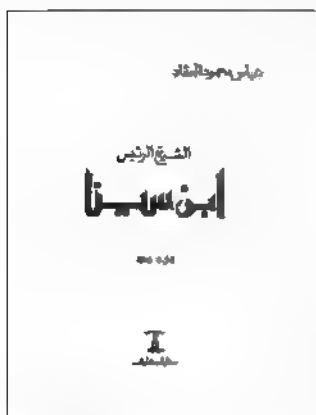 عباس محمود العقاد
الشيخ الرئيس
ابن سينا